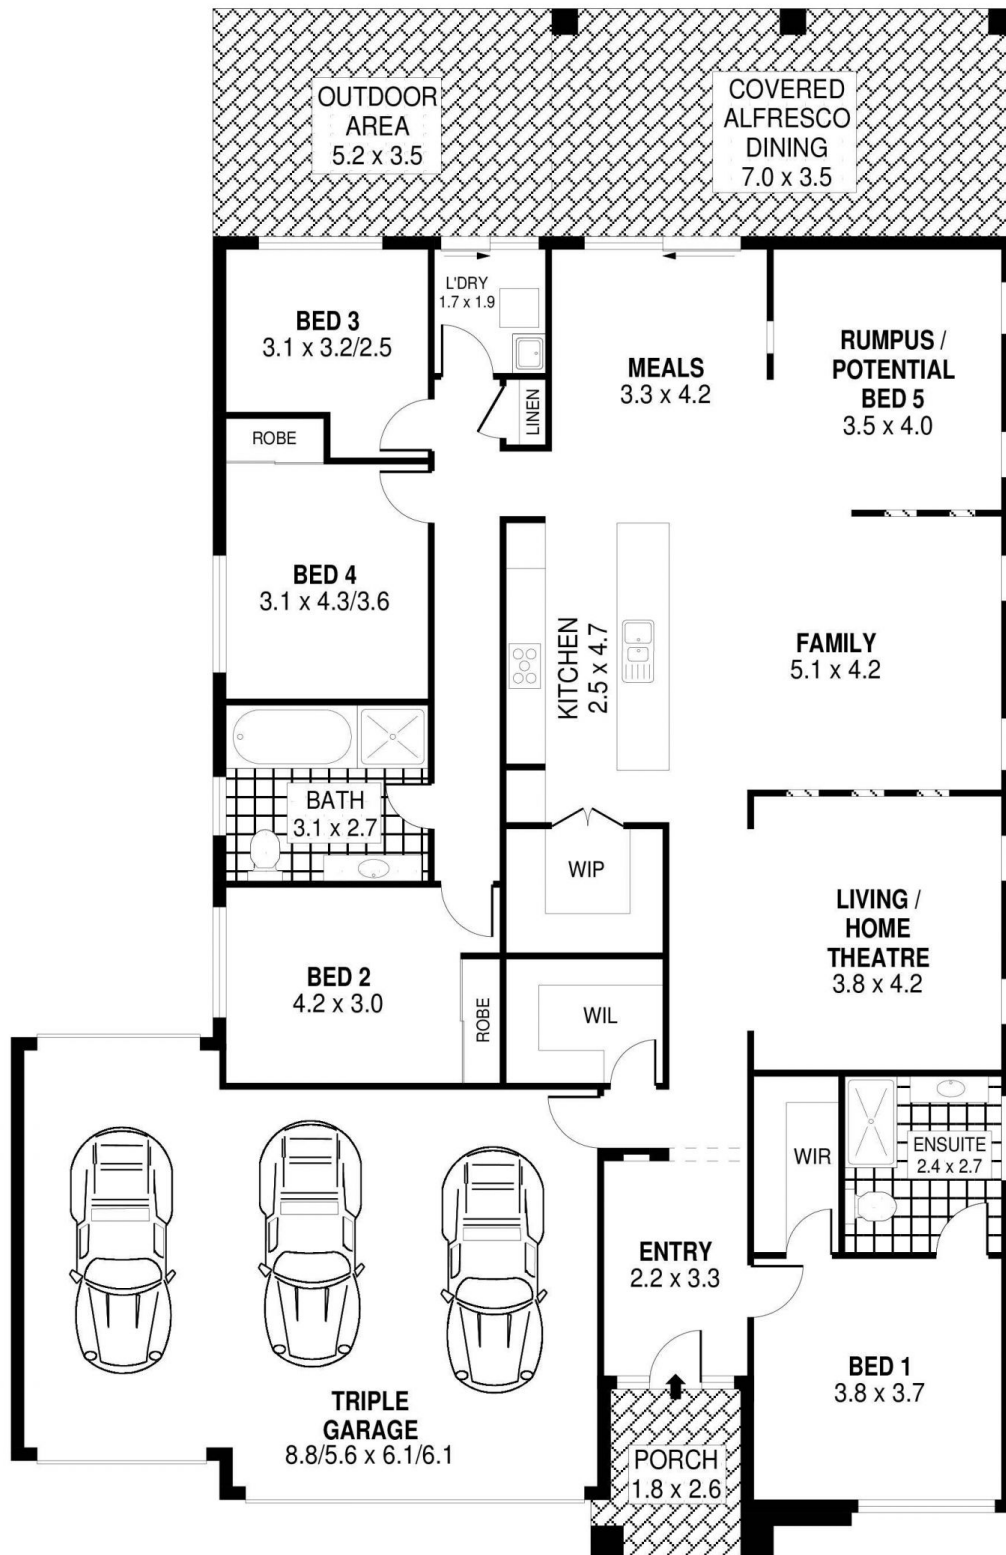 OUTDOOR
AREA
5.2 x 3.5
COVERED
ALFRESCO
DINING
7.0 x 3.5
BED 3
3.1 x 3.2/2.5
L'DRY
1.7 x 1.9
MEALS
3.3 x 4.2
RUMPUS /
POTENTIAL
BED 5
3.5 x 4.0
LINEN
ROBE
BED 4
3.1 x 4.3/3.6
KITCHEN
2.5 x 4.7
FAMILY
5.1 x 4.2
BATH
3.1 x 2.7
WIP
LIVING /
HOME
THEATRE
3.8 x 4.2
BED 2
4.2 x 3.0
ROBE
WIL
WIR
ENSUITE
2.4 x 2.7
ENTRY
2.2 x 3.3
BED 1
3.8 x 3.7
TRIPLE
GARAGE
8.8/5.6 x 6.1/6.1
PORCH
1.8 x 2.6